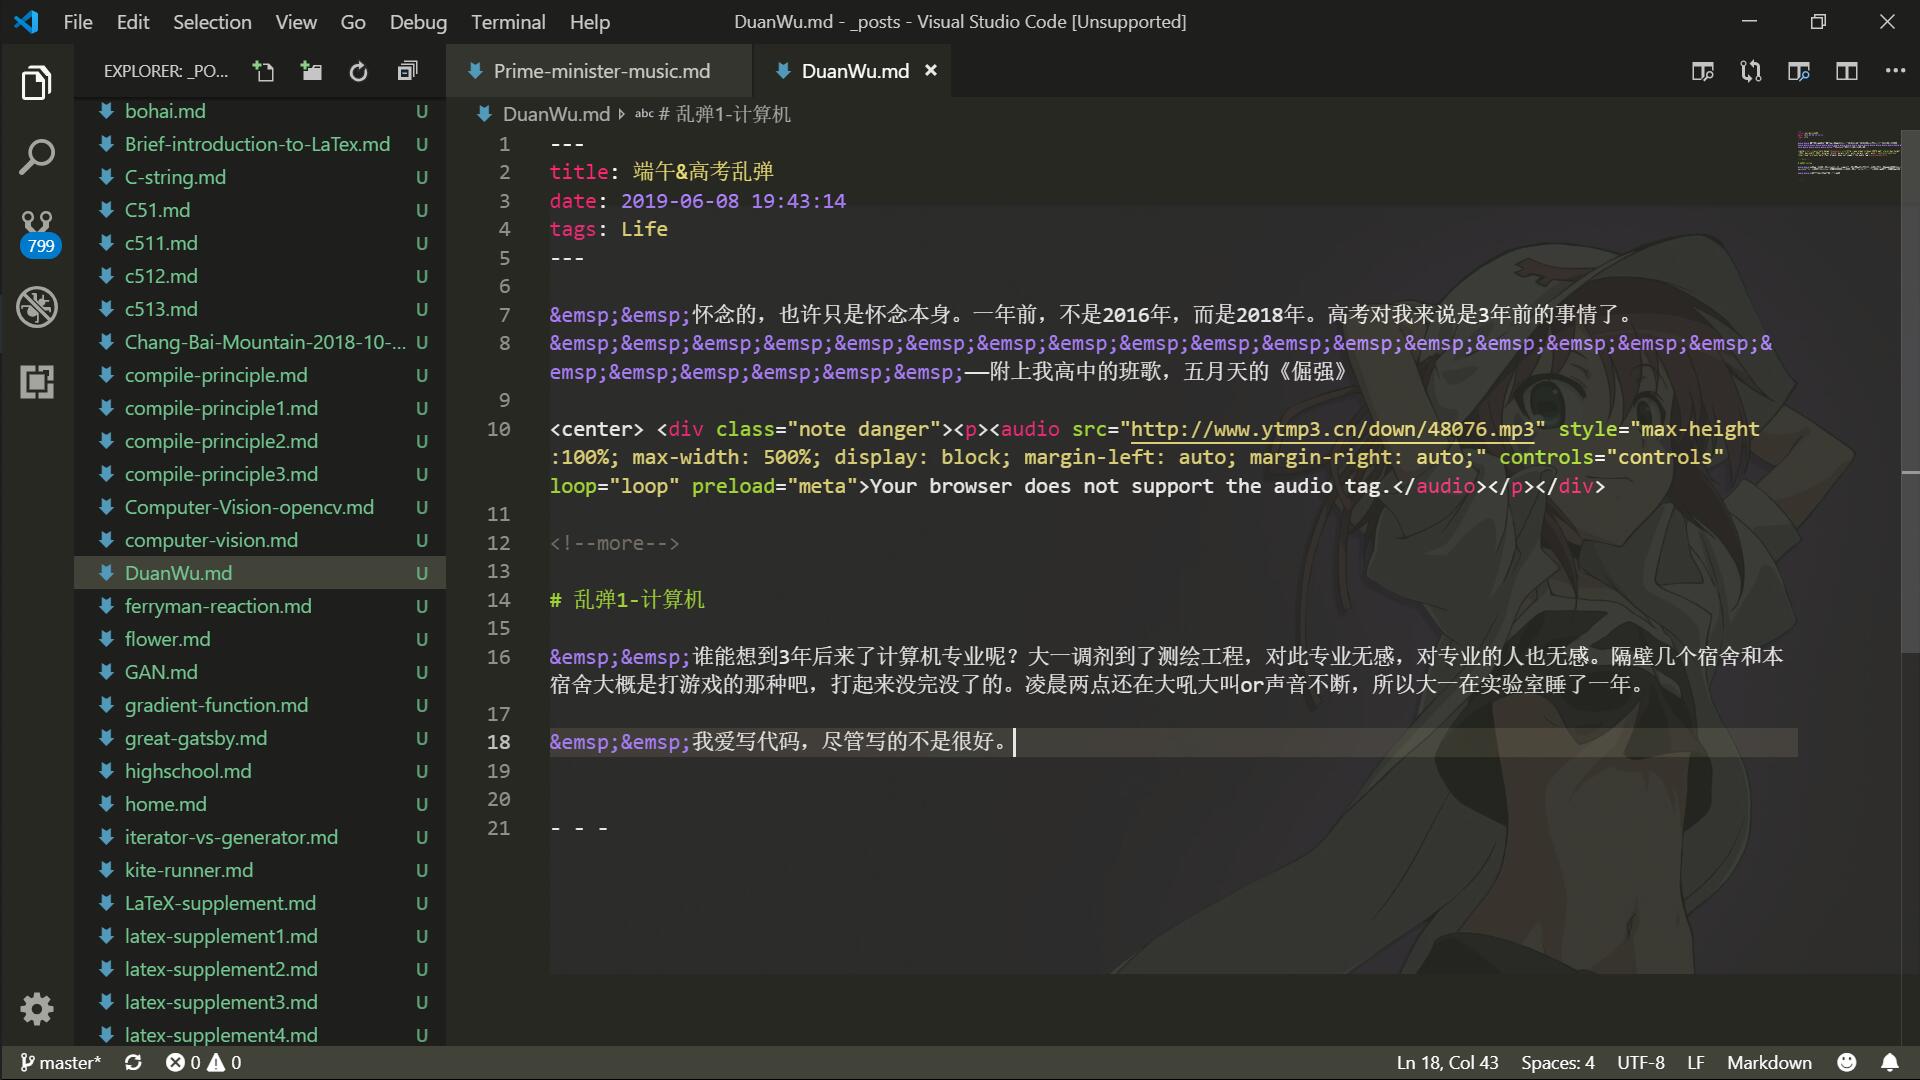 File Edit Selection View Go Debug Terminal Help
DuanWu.md - _posts - Visual Studio Code [Unsupported]
EXPLORER: _PO...
Prime-minister-music.md
DuanWu.md
DuanWu.md abc # 乱弹1-计算机
799
bohai.md U
Brief-introduction-to-LaTex.md U
C-string.md U
C51.md U
c511.md U
c512.md U
c513.md U
Chang-Bai-Mountain-2018-10-... U
compile-principle.md U
compile-principle1.md U
compile-principle2.md U
compile-principle3.md U
Computer-Vision-opencv.md U
computer-vision.md U
DuanWu.md U
ferryman-reaction.md U
flower.md U
GAN.md U
gradient-function.md U
great-gatsby.md U
highschool.md U
home.md U
iterator-vs-generator.md U
kite-runner.md U
LaTeX-supplement.md U
latex-supplement1.md U
latex-supplement2.md U
latex-supplement3.md U
latex-supplement4.md U
1 ---
2 title: 端午&高考乱弹
3 date: 2019-06-08 19:43:14
4 tags: Life
5 ---
6
7 &emsp;&emsp;怀念的，也许只是怀念本身。一年前，不是2016年，而是2018年。高考对我来说是3年前的事情了。
8 &emsp;&emsp;&emsp;&emsp;&emsp;&emsp;&emsp;&emsp;&emsp;&emsp;&emsp;&emsp;&emsp;&emsp;&emsp;&emsp;&emsp;&
emsp;&emsp;&emsp;&emsp;&emsp;&emsp;——附上我高中的班歌，五月天的《倔强》
9
10 <center> <div class="note danger"><p><audio src="http://www.ytmp3.cn/down/48076.mp3" style="max-height
:100%; max-width: 500%; display: block; margin-left: auto; margin-right: auto;" controls="controls"
loop="loop" preload="meta">Your browser does not support the audio tag.</audio></p></div>
11
12 <!--more-->
13
14 # 乱弹1-计算机
15
16 &emsp;&emsp;谁能想到3年后来了计算机专业呢？大一调剂到了测绘工程，对此专业无感，对专业的人也无感。隔壁几个宿舍和本
宿舍大概是打游戏的那种吧，打起来没完没了的。凌晨两点还在大吼大叫or声音不断，所以大一在实验室睡了一年。
17
18 &emsp;&emsp;我爱写代码，尽管写的不是很好。
19
20
21 - - -
master* 0 0
Ln 18, Col 43 Spaces: 4 UTF-8 LF Markdown